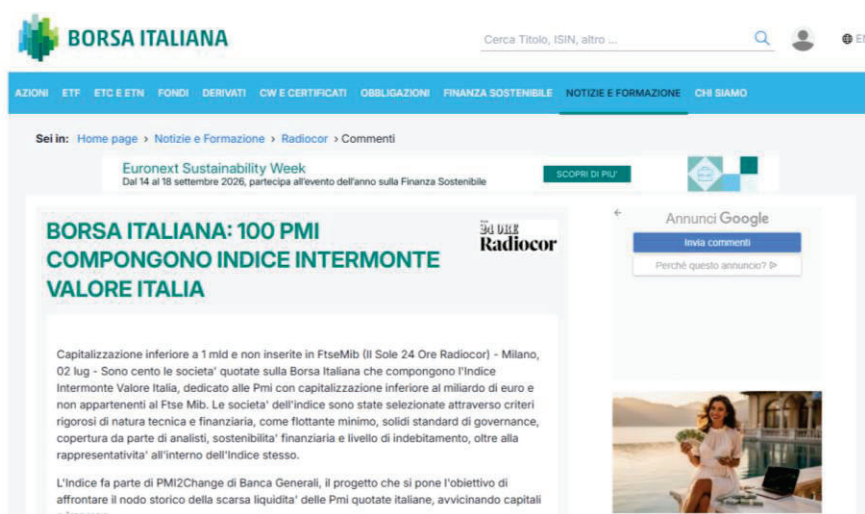 BORSA ITALIANA
Cerca Titolo, ISIN, altro ...
EN
AZIONI ETF ETC E ETN FONDI DERIVATI CW E CERTIFICATI OBBLIGAZIONI FINANZA SOSTENIBILE NOTIZIE E FORMAZIONE CHI SIAMO
Sei in: Home page › Notizie e Formazione › Radiocor › Commenti
Euronext Sustainability Week
Dal 14 al 18 settembre 2026, partecipa all'evento dell'anno sulla Finanza Sostenibile
SCOPRI DI PIU'
BORSA ITALIANA: 100 PMI
COMPONGONO INDICE INTERMONTE
VALORE ITALIA
24 ORE
Radiocor
Annunci Google
Invia commenti
Perché questo annuncio?
Capitalizzazione inferiore a 1 mld e non inserite in FtseMib (Il Sole 24 Ore Radiocor) - Milano,
02 lug - Sono cento le societa' quotate sulla Borsa Italiana che compongono l'Indice
Intermonte Valore Italia, dedicato alle Pmi con capitalizzazione inferiore al miliardo di euro e
non appartenenti al Ftse Mib. Le societa' dell'indice sono state selezionate attraverso criteri
rigorosi di natura tecnica e finanziaria, come flottante minimo, solidi standard di governance,
copertura da parte di analisti, sostenibilita' finanziaria e livello di indebitamento, oltre alla
rappresentativita' all'interno dell'Indice stesso.
L'Indice fa parte di PMI2Change di Banca Generali, il progetto che si pone l'obiettivo di
affrontare il nodo storico della scarsa liquidita' delle Pmi quotate italiane, avvicinando capitali